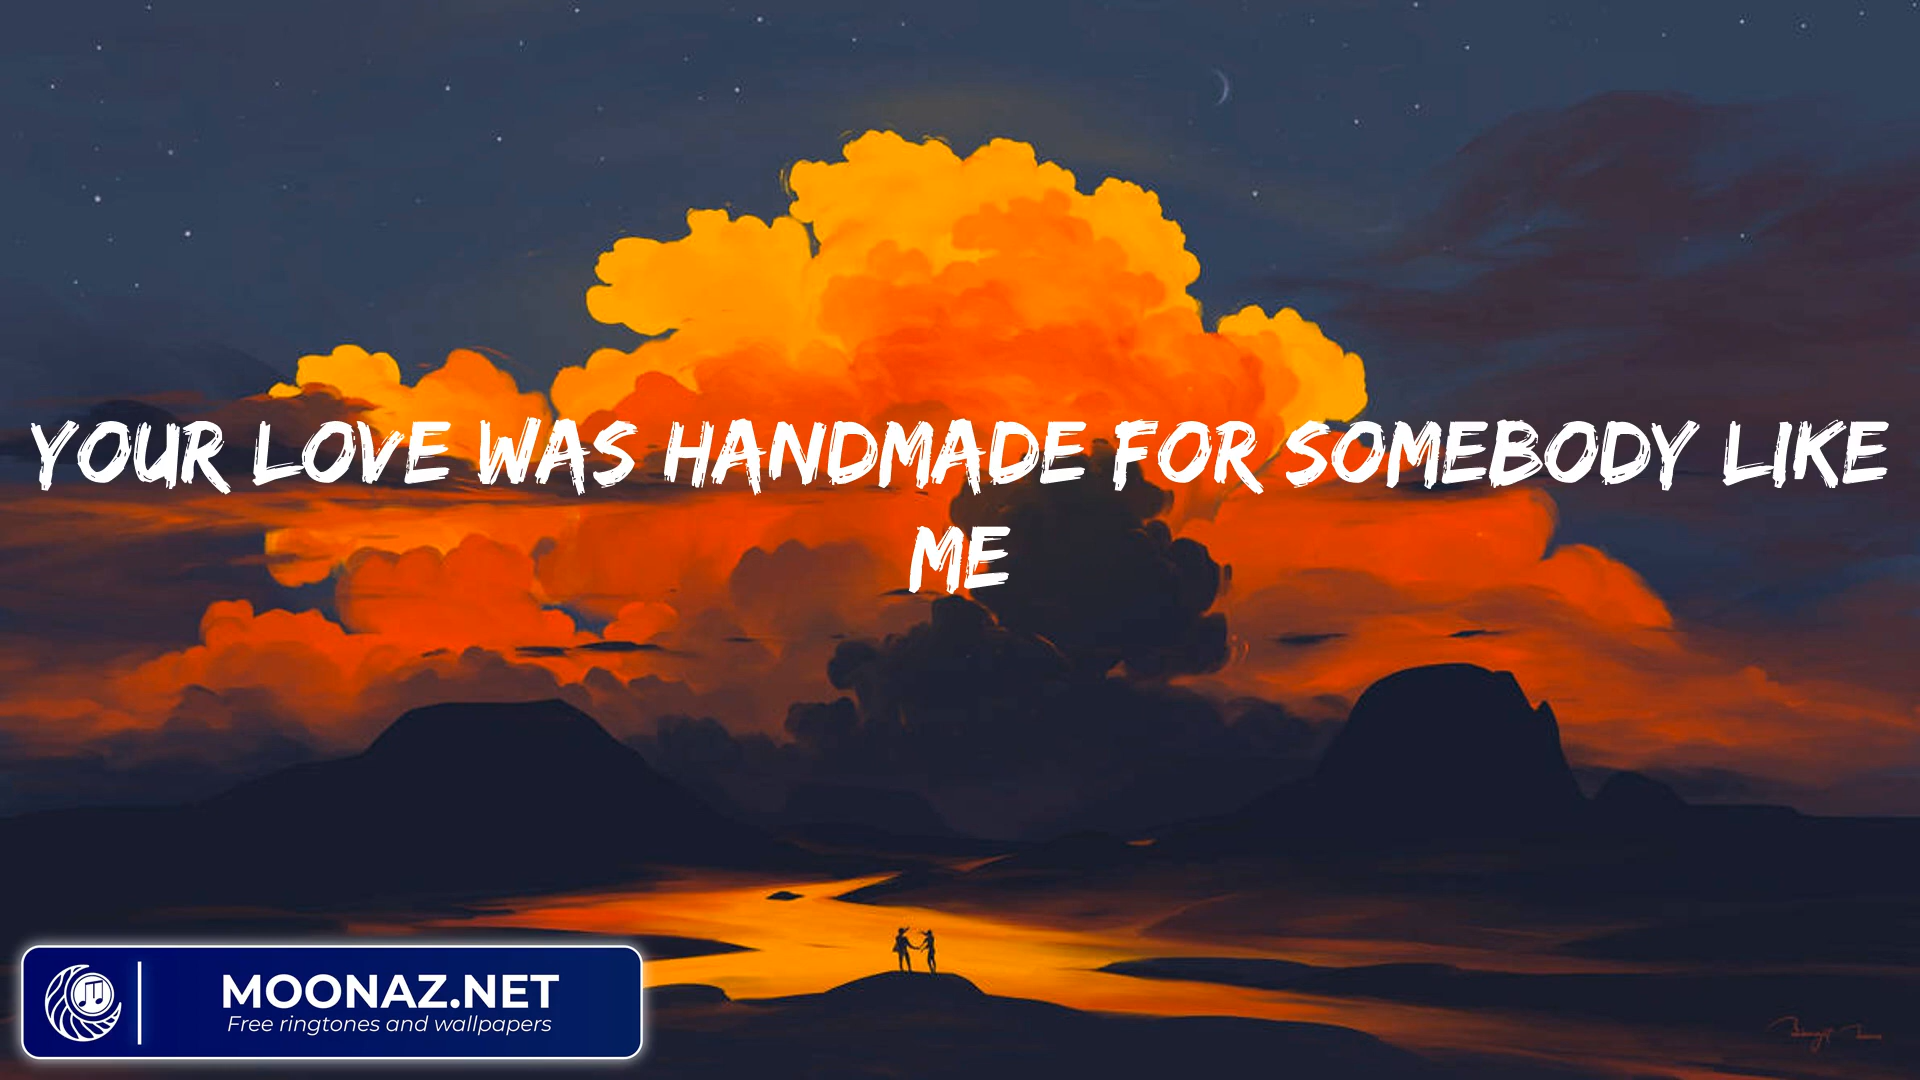 YOUR LOVE WAS HANDMADE FOR SOMEBODY LIKE
ME
MOONAZ.NET
Free ringtones and wallpapers